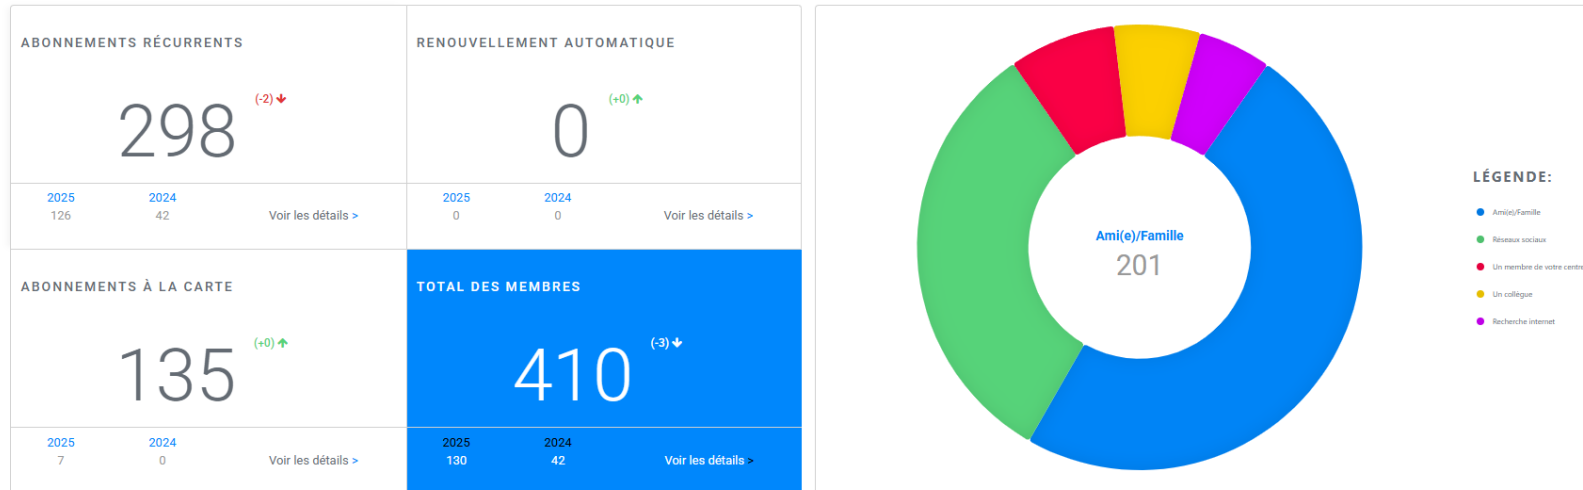 ABONNEMENTS RÉCURRENTS
298
(-2)
2025
126
2024
42
Voir les détails >
RENOUVELLEMENT AUTOMATIQUE
0
(+0)
2025
0
2024
0
Voir les détails >
ABONNEMENTS À LA CARTE
135
(+0)
2025
7
2024
0
Voir les détails >
TOTAL DES MEMBRES
410
(-3)
2025
130
2024
42
Voir les détails >
Ami(e)/Famille
201
LÉGENDE:
Ami(e)/Famille
Réseaux sociaux
Un membre de votre centre
Un collègue
Recherche internet